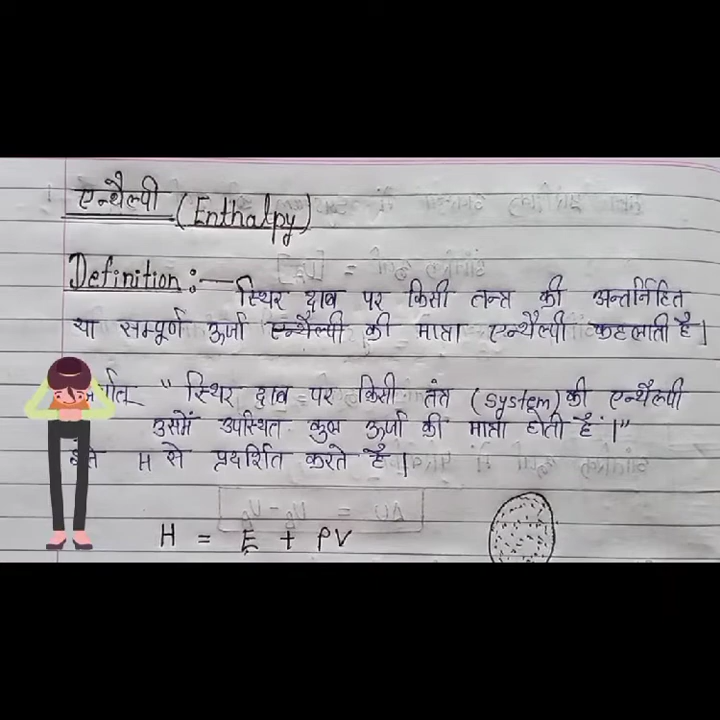 एन्थैल्पी (Enthalpy)
Definition :— स्थिर दाब पर किसी तन्त्र की अन्तर्निहित
या सम्पूर्ण ऊर्जा एन्थैल्पी की मात्रा एन्थैल्पी कहलाती है।
" स्थिर दाब पर किसी तंत्र (System) की एन्थैल्पी
उसमें उपस्थित कुल ऊर्जा की मात्रा होती हैं।"
H से प्रदर्शित करते है।
H = E + PV